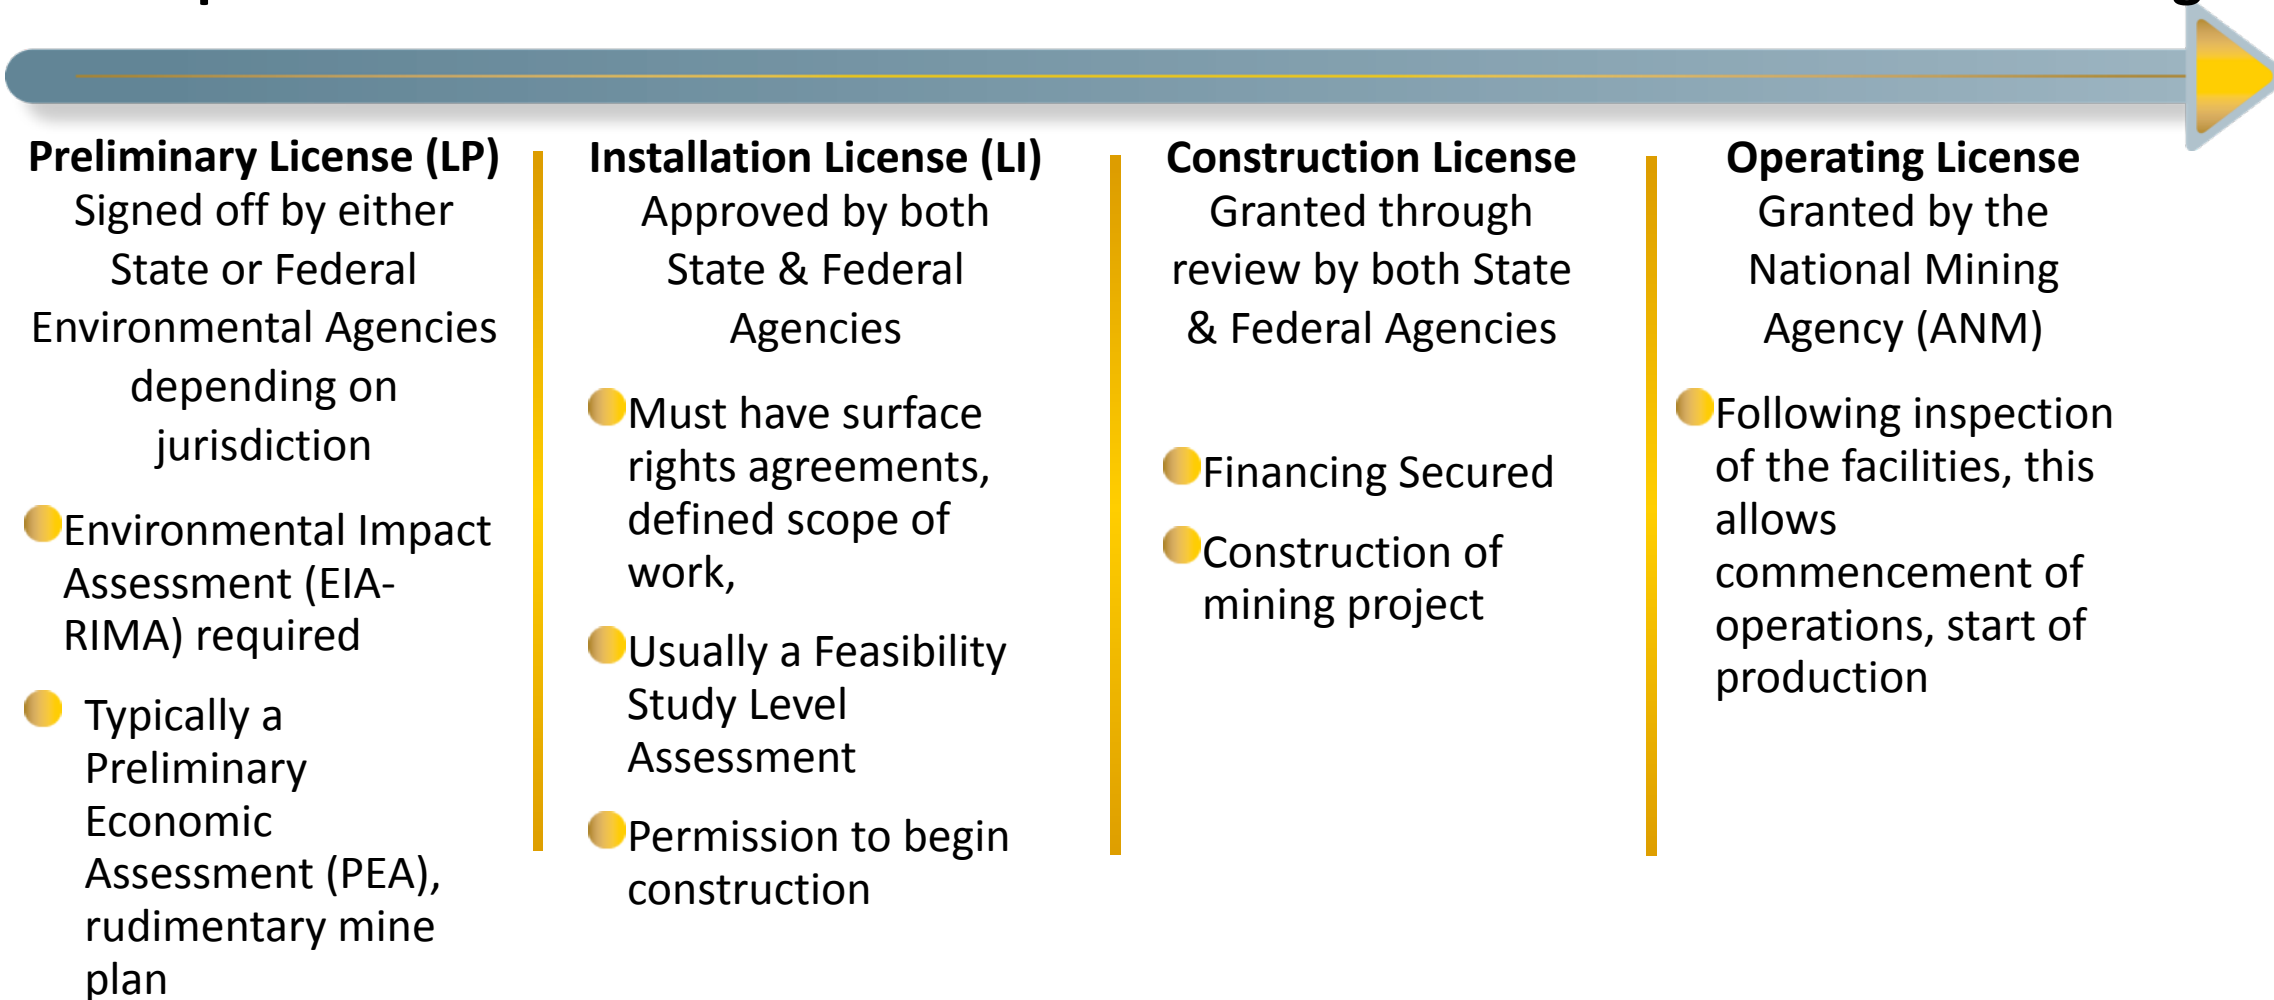 Preliminary License (LP)
Signed off by either
State or Federal
Environmental Agencies
depending on
jurisdiction
Environmental Impact
Assessment (EIA-
RIMA) required
Typically a
Preliminary
Economic
Assessment (PEA),
rudimentary mine
plan
Installation License (LI)
Approved by both
State & Federal
Agencies
Must have surface
rights agreements,
defined scope of
work,
Usually a Feasibility
Study Level
Assessment
Permission to begin
construction
Construction License
Granted through
review by both State
& Federal Agencies
Financing Secured
Construction of
mining project
Operating License
Granted by the
National Mining
Agency (ANM)
Following inspection
of the facilities, this
allows
commencement of
operations, start of
production